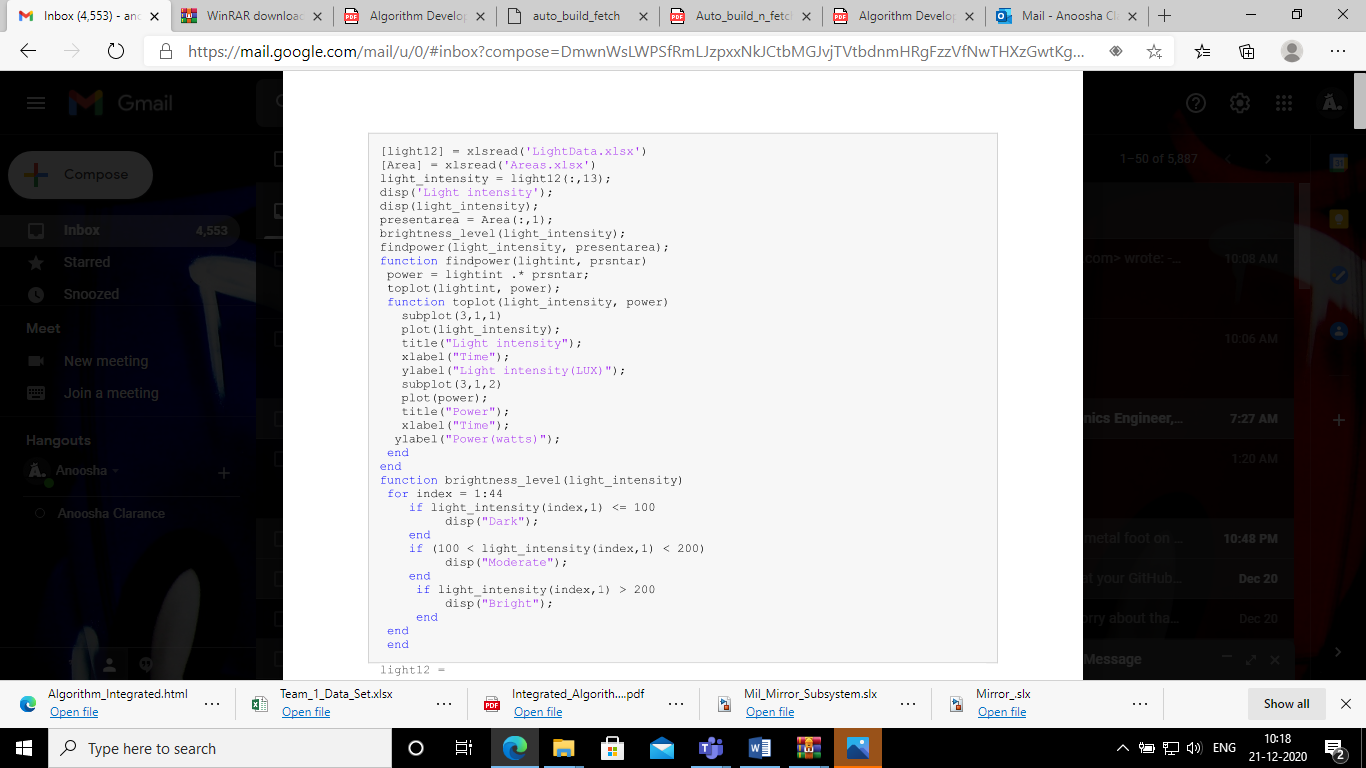 Inbox (4,553) - an
WinRAR downloa
Algorithm Develo
auto_build_fetch
Auto_build_n_fetc
Algorithm Develo
Mail - Anoosha Cl
https://mail.google.com/mail/u/0/#inbox?compose=DmwnWsLWPSfRmLJzpxxNkJCtbMGJvjTVtbdnmHRgFzzVfNwTHXzGwtKg...
Gmail
Compose
1–50 of 5,887
Inbox 4,553
Starred
Snoozed
Meet
New meeting
Join a meeting
Hangouts
Anoosha
Anoosha Clarance
[light12] = xlsread('LightData.xlsx')
[Area] = xlsread('Areas.xlsx')
light_intensity = light12(:,13);
disp('Light intensity');
disp(light_intensity);
presentarea = Area(:,1);
brightness_level(light_intensity);
findpower(light_intensity, presentarea);
function findpower(lightint, prsntar)
power = lightint .* prsntar;
toplot(lightint, power);
function toplot(light_intensity, power)
subplot(3,1,1)
plot(light_intensity);
title("Light intensity");
xlabel("Time");
ylabel("Light intensity(LUX)");
subplot(3,1,2)
plot(power);
title("Power");
xlabel("Time");
ylabel("Power(watts)");
end
end
function brightness_level(light_intensity)
for index = 1:44
if light_intensity(index,1) <= 100
disp("Dark");
end
if (100 < light_intensity(index,1) < 200)
disp("Moderate");
end
if light_intensity(index,1) > 200
disp("Bright");
end
end
end
light12 =
com> wrote: -... 10:08 AM
10:06 AM
nics Engineer,... 7:27 AM
1:20 AM
metal foot on ... 10:48 PM
at your GitHub... Dec 20
orry about tha... Dec 20
Message
Algorithm_Integrated.html
Open file
Team_1_Data_Set.xlsx
Open file
Integrated_Algorith....pdf
Open file
Mil_Mirror_Subsystem.slx
Open file
Mirror_.slx
Open file
Show all
Type here to search
ENG
10:18
21-12-2020
2